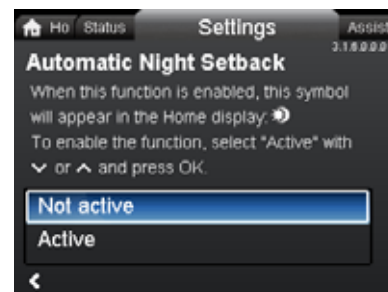 Ho Status Settings Assist
3.1.6.0.0.0
Automatic Night Setback
When this function is enabled, this symbol
will appear in the Home display:
To enable the function, select "Active" with
or and press OK.
Not active
Active